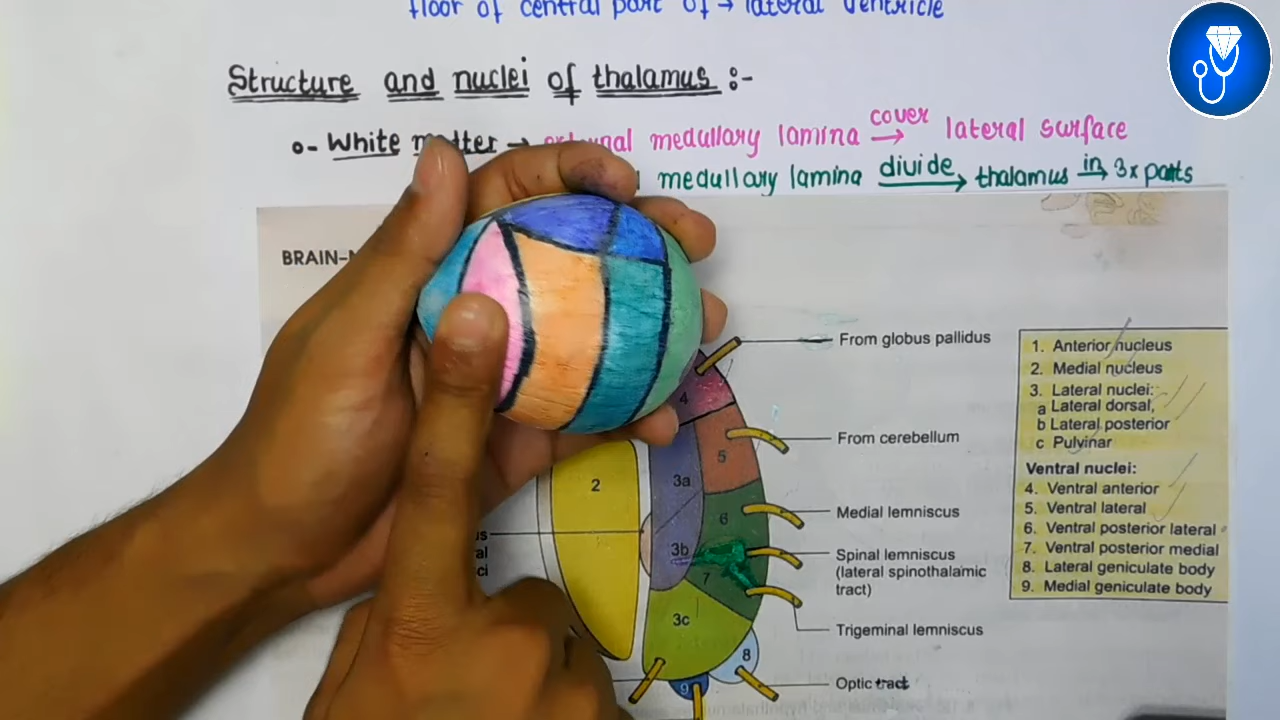 floor of central part of → lateral ventricle
Structure and nuclei of thalamus :-
o- White matter → external medullary lamina cover → lateral surface
medullary lamina divide → thalamus in → 3x parts
BRAIN-
From globus pallidus
1. Anterior nucleus
2. Medial nucleus
3. Lateral nuclei:
a Lateral dorsal,
b Lateral posterior
c Pulvinar
Ventral nuclei:
4. Ventral anterior
5. Ventral lateral
6. Ventral posterior lateral
7. Ventral posterior medial
8. Lateral geniculate body
9. Medial geniculate body
4
From cerebellum
5
2
3a
6
Medial lemniscus
3b
Spinal lemniscus
(lateral spinothalamic
tract)
7
3c
Trigeminal lemniscus
8
9
Optic tract